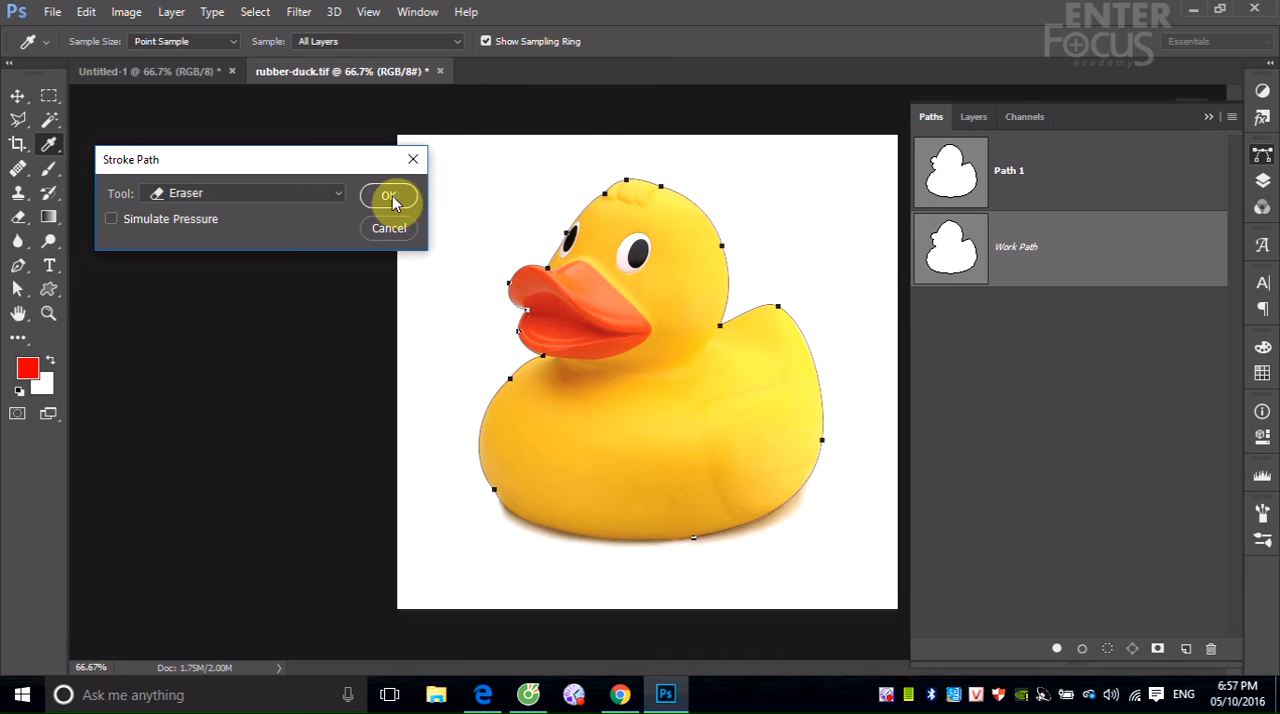 Ps File Edit Image Layer Type Select Filter 3D View Window Help
ENTER
FOCUS
academy
Sample Size: Point Sample Sample: All Layers Show Sampling Ring Essentials
Untitled-1 @ 66.7% (RGB/8) * × rubber-duck.tif @ 66.7% (RGB/8#) * ×
Paths Layers Channels
Stroke Path
Tool: Eraser OK
Simulate Pressure
Cancel
Path 1
Work Path
66.67% Doc: 1.75M/2.00M
Ask me anything
Ps
ENG
6:57 PM
05/10/2016